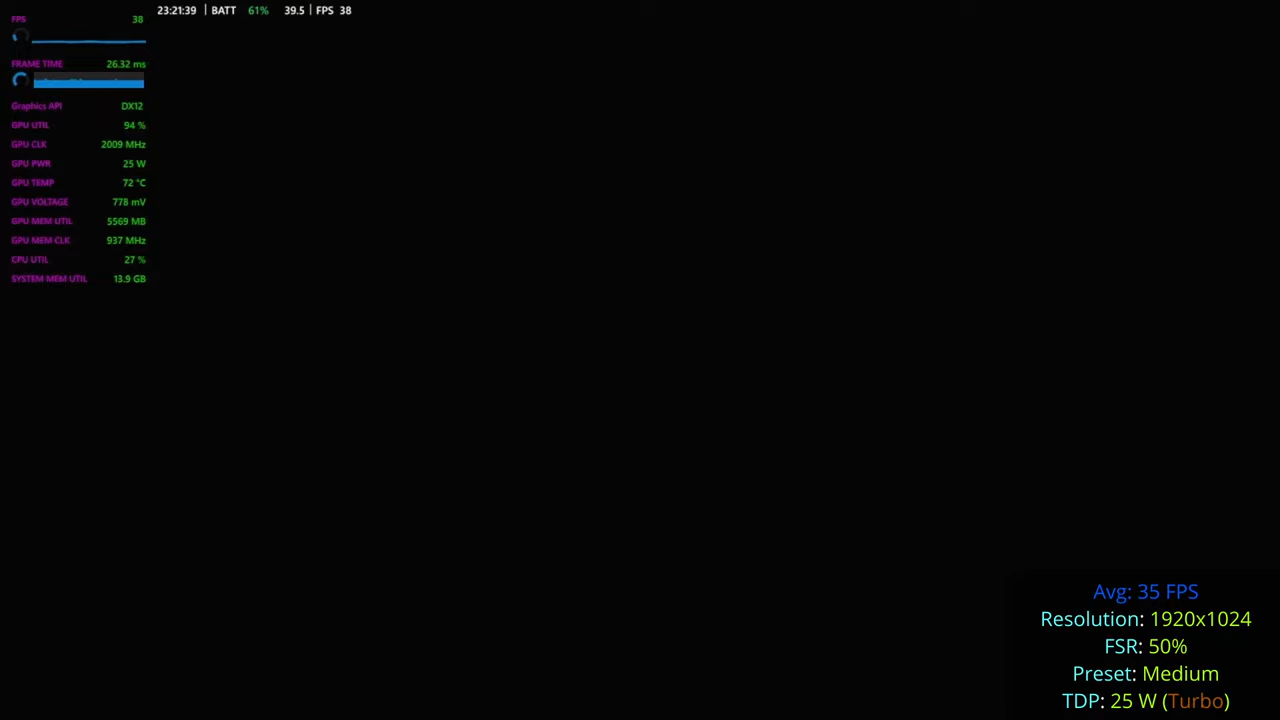 23:21:39 | BATT 61% 39.5 | FPS 38
FPS 38
FRAME TIME 26.32 ms
Graphics API DX12
GPU UTIL 94 %
GPU CLK 2009 MHz
GPU PWR 25 W
GPU TEMP 72 °C
GPU VOLTAGE 778 mV
GPU MEM UTIL 5569 MB
GPU MEM CLK 937 MHz
CPU UTIL 27 %
SYSTEM MEM UTIL 13.9 GB
Avg: 35 FPS
Resolution: 1920x1024
FSR: 50%
Preset: Medium
TDP: 25 W (Turbo)